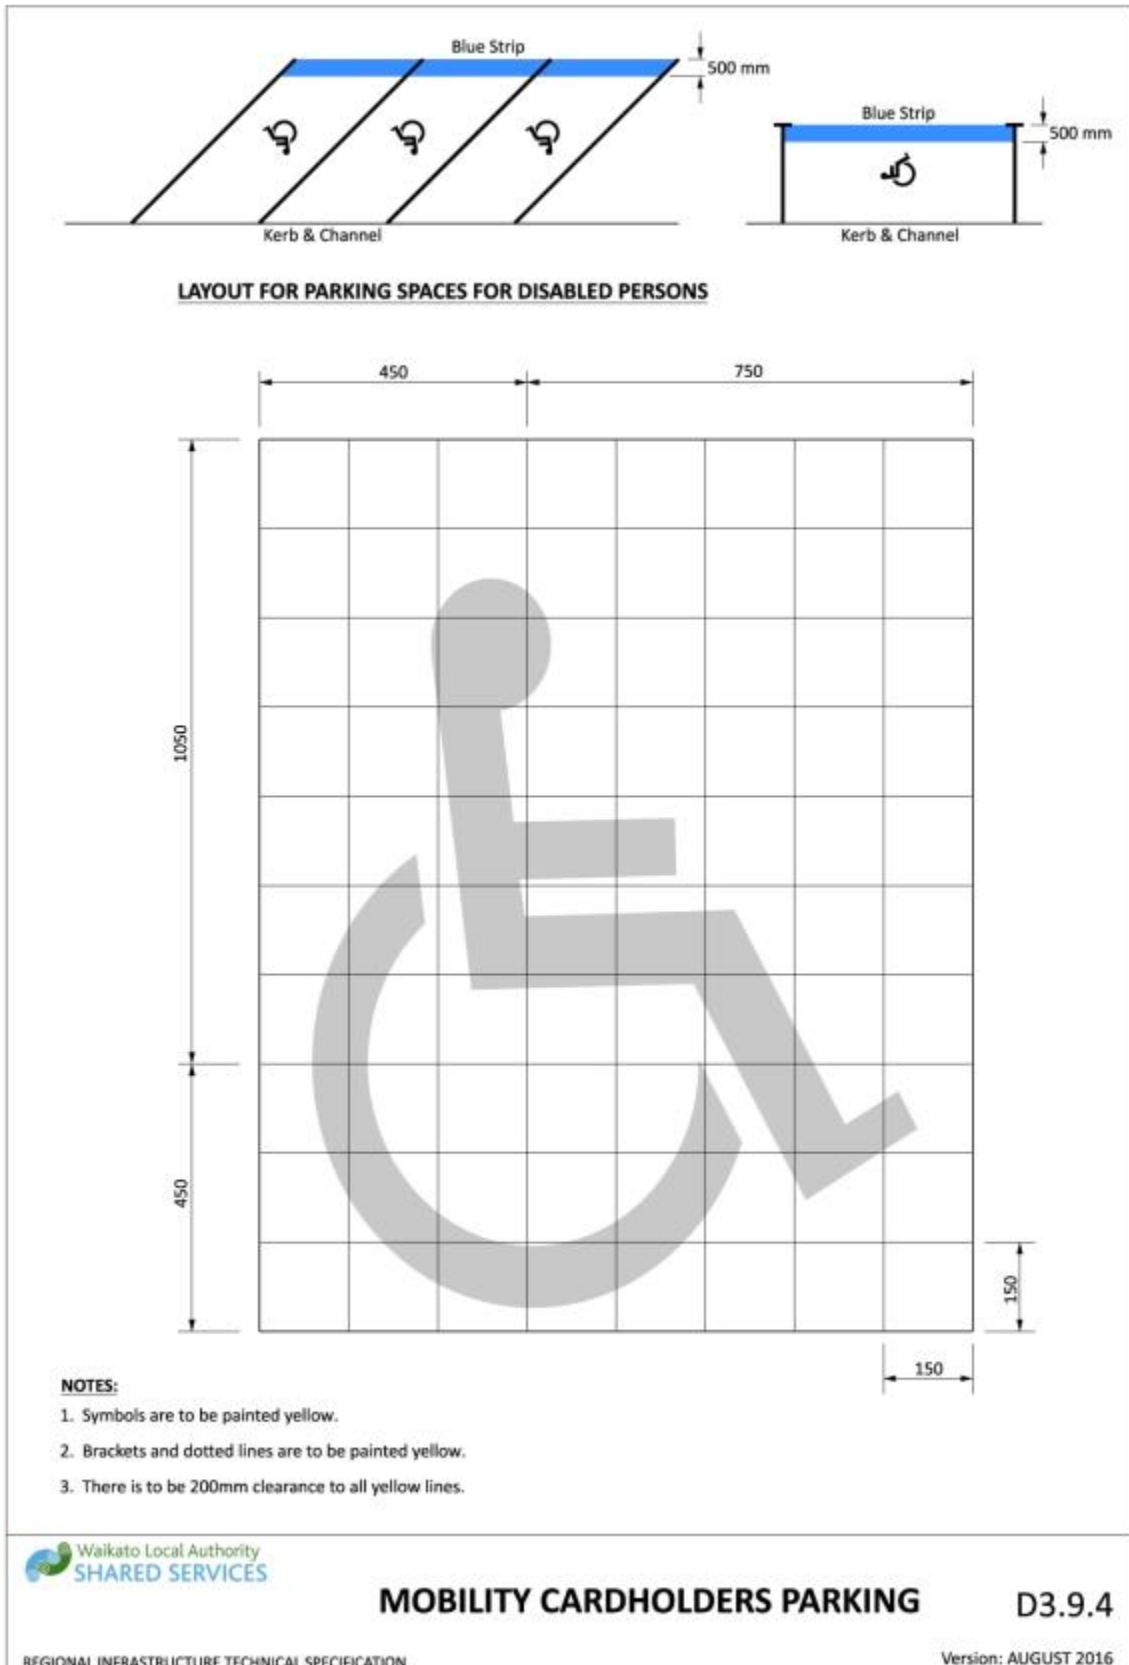 Blue Strip
500 mm
Blue Strip
500 mm
Kerb & Channel
Kerb & Channel
LAYOUT FOR PARKING SPACES FOR DISABLED PERSONS
450
750
1050
450
150
150
NOTES:
1. Symbols are to be painted yellow.
2. Brackets and dotted lines are to be painted yellow.
3. There is to be 200mm clearance to all yellow lines.
Waikato Local Authority
SHARED SERVICES
MOBILITY CARDHOLDERS PARKING
D3.9.4
REGIONAL INFRASTRUCTURE TECHNICAL SPECIFICATION
Version: AUGUST 2016